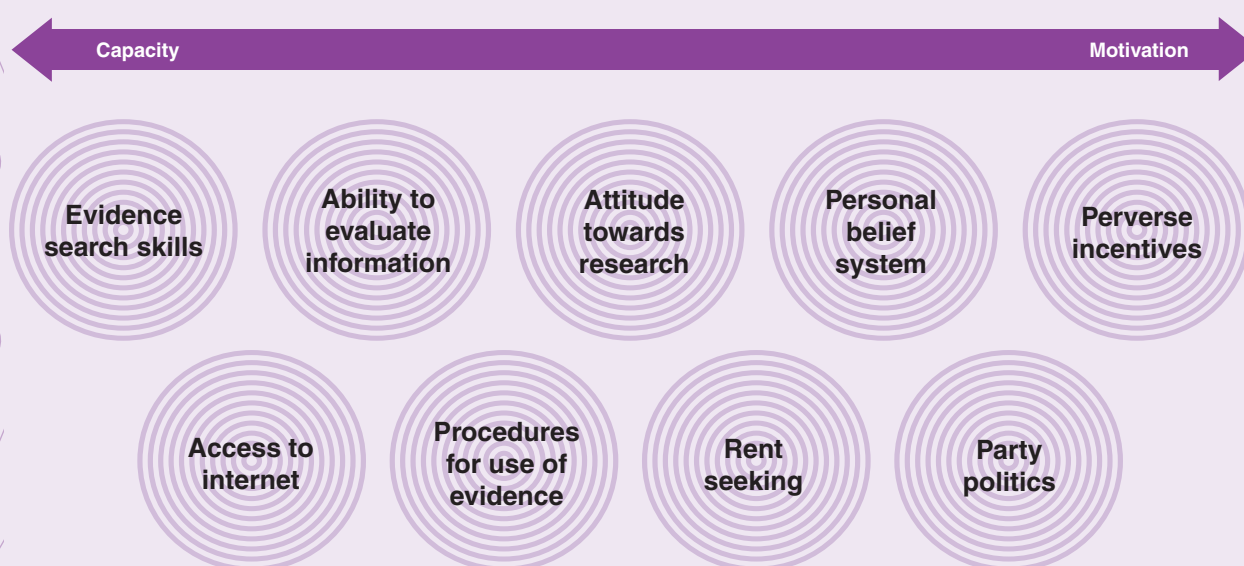 Capacity
Motivation
Evidence
search skills
Ability to
evaluate
information
Attitude
towards
research
Personal
belief
system
Perverse
incentives
Access to
internet
Procedures
for use of
evidence
Rent
seeking
Party
politics